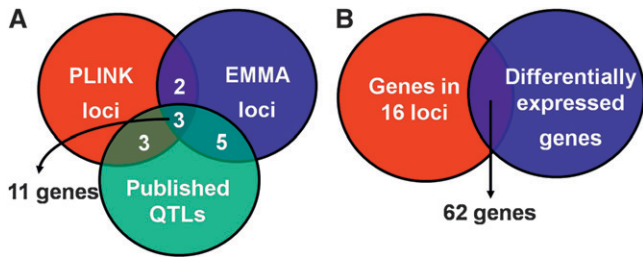 A
PLINK
loci
2
EMMA
loci
3
3
5
11 genes
Published
QTLs
B
Genes in
16 loci
Differentially
expressed
genes
62 genes